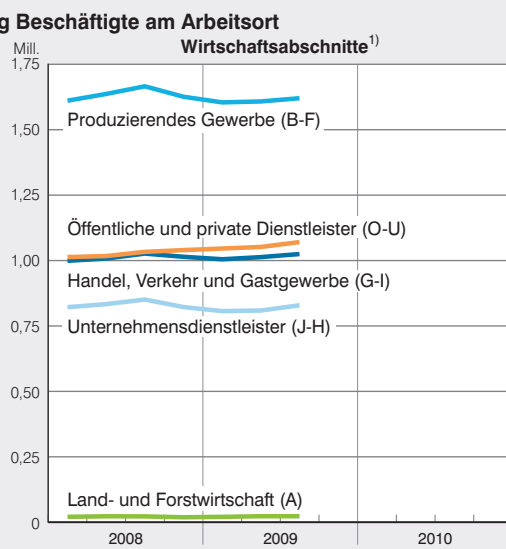 g Beschäftigte am Arbeitsort
Mill.
Wirtschaftsabschnitte1)
1,75
Produzierendes Gewerbe (B-F)
1,50
1,25
Öffentliche und private Dienstleister (O-U)
1,00
Handel, Verkehr und Gastgewerbe (G-I)
0,75
Unternehmensdienstleister (J-H)
0,50
0,25
Land- und Forstwirtschaft (A)
0
2008 2009 2010